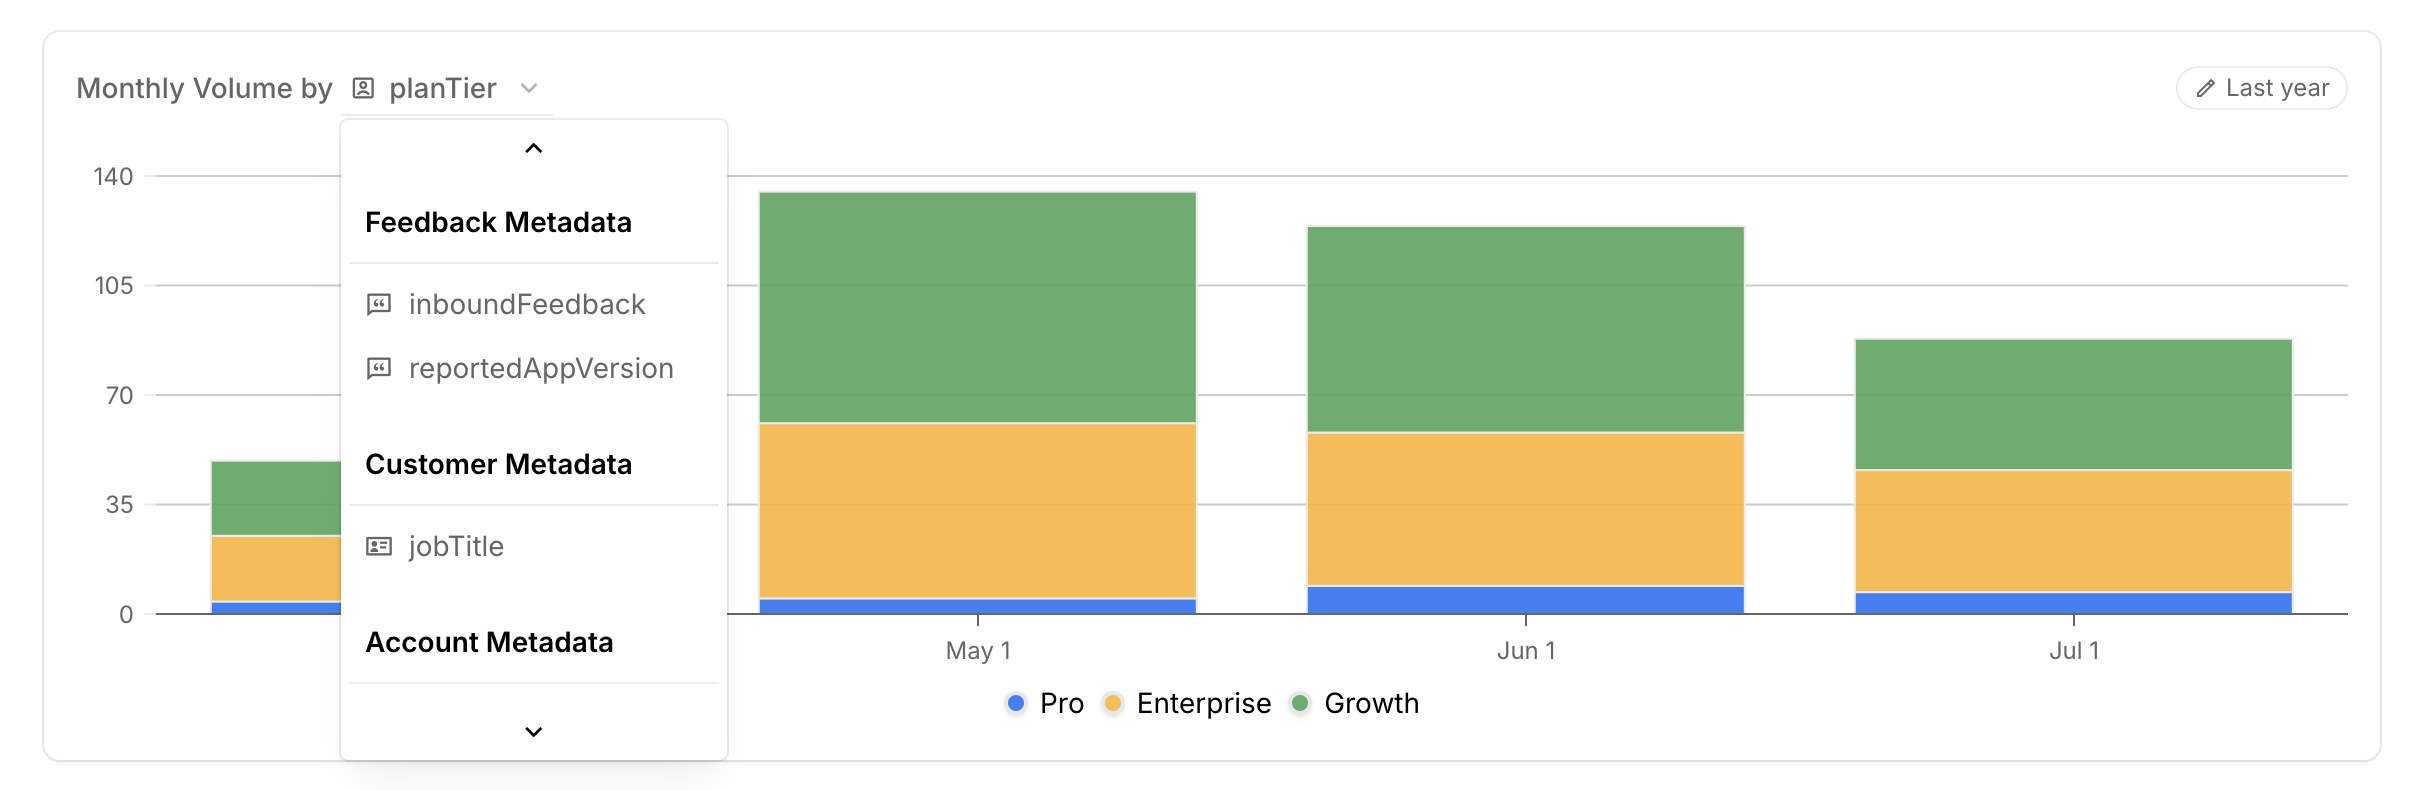 Monthly Volume by planTier
Last year
Feedback Metadata
inboundFeedback
reportedAppVersion
Customer Metadata
jobTitle
Account Metadata
140
105
70
35
0
May 1
Jun 1
Jul 1
Pro
Enterprise
Growth